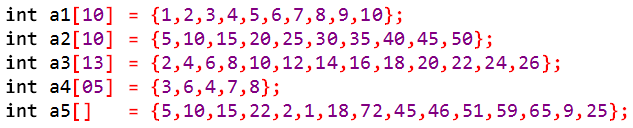 int a1[10] = {1,2,3,4,5,6,7,8,9,10};
int a2[10] = {5,10,15,20,25,30,35,40,45,50};
int a3[13] = {2,4,6,8,10,12,14,16,18,20,22,24,26};
int a4[05] = {3,6,4,7,8};
int a5[]   = {5,10,15,22,2,1,18,72,45,46,51,59,65,9,25};